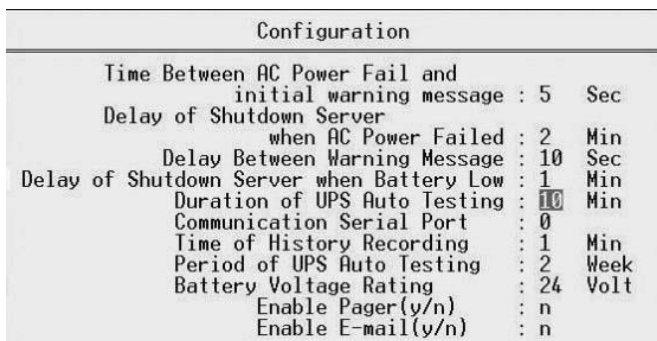 Configuration
Time Between AC Power Fail and
initial warning message : 5 Sec
Delay of Shutdown Server
when AC Power Failed : 2 Min
Delay Between Warning Message : 10 Sec
Delay of Shutdown Server when Battery Low : 1 Min
Duration of UPS Auto Testing : 10 Min
Communication Serial Port : 0
Time of History Recording : 1 Min
Period of UPS Auto Testing : 2 Week
Battery Voltage Rating : 24 Volt
Enable Pager(y/n) : n
Enable E-mail(y/n) : n